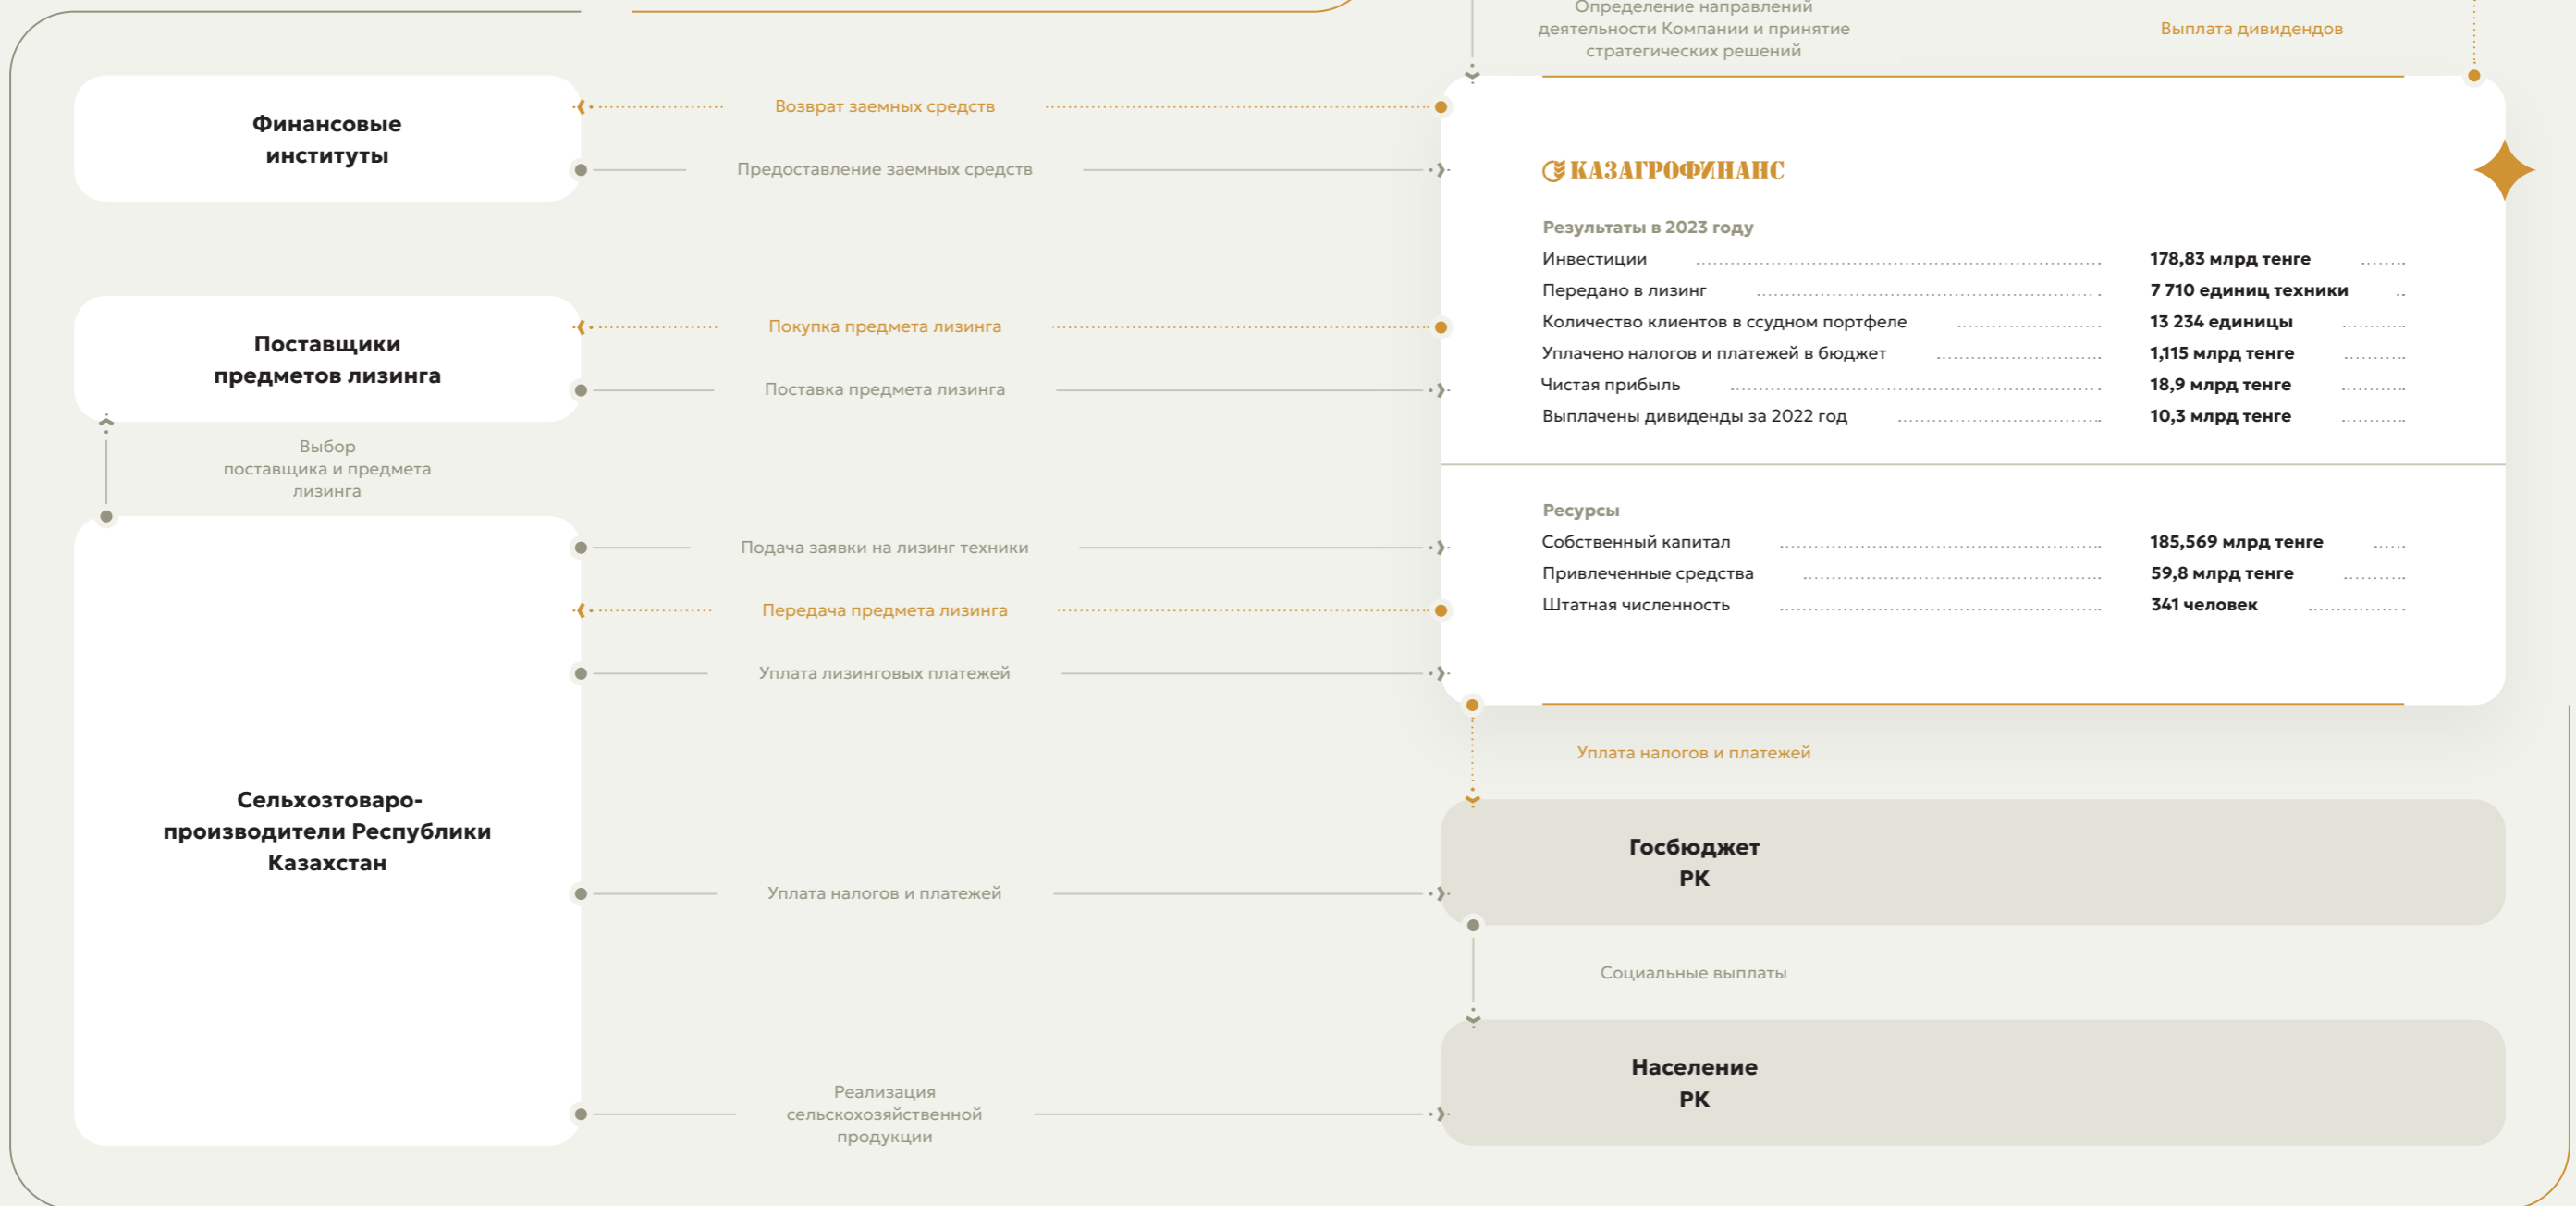 Определение направлений
деятельности Компании и принятие
стратегических решений
Выплата дивидендов
Финансовые
институты
Возврат заемных средств
Предоставление заемных средств
КАЗАГРОФИНАНС
Результаты в 2023 году
Инвестиции 178,83 млрд тенге
Передано в лизинг 7 710 единиц техники
Количество клиентов в ссудном портфеле 13 234 единицы
Уплачено налогов и платежей в бюджет 1,115 млрд тенге
Чистая прибыль 18,9 млрд тенге
Выплачены дивиденды за 2022 год 10,3 млрд тенге
Поставщики
предметов лизинга
Покупка предмета лизинга
Поставка предмета лизинга
Выбор
поставщика и предмета
лизинга
Ресурсы
Собственный капитал 185,569 млрд тенге
Привлеченные средства 59,8 млрд тенге
Штатная численность 341 человек
Подача заявки на лизинг техники
Передача предмета лизинга
Уплата лизинговых платежей
Уплата налогов и платежей
Сельхозтоваро-
производители Республики
Казахстан
Уплата налогов и платежей
Госбюджет
РК
Социальные выплаты
Реализация
сельскохозяйственной
продукции
Население
РК